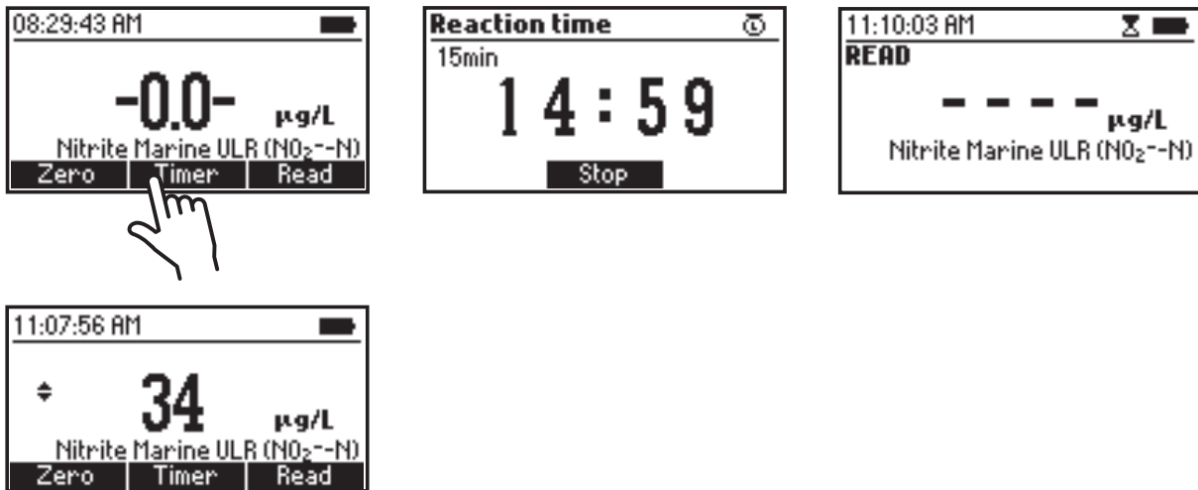 08:29:43 AM
-0.0- µg/L
Nitrite Marine ULR (NO₂⁻-N)
Zero Timer Read
Reaction time
15min
14:59
Stop
11:10:03 AM
READ
---- µg/L
Nitrite Marine ULR (NO₂⁻-N)
11:07:56 AM
34 µg/L
Nitrite Marine ULR (NO₂⁻-N)
Zero Timer Read